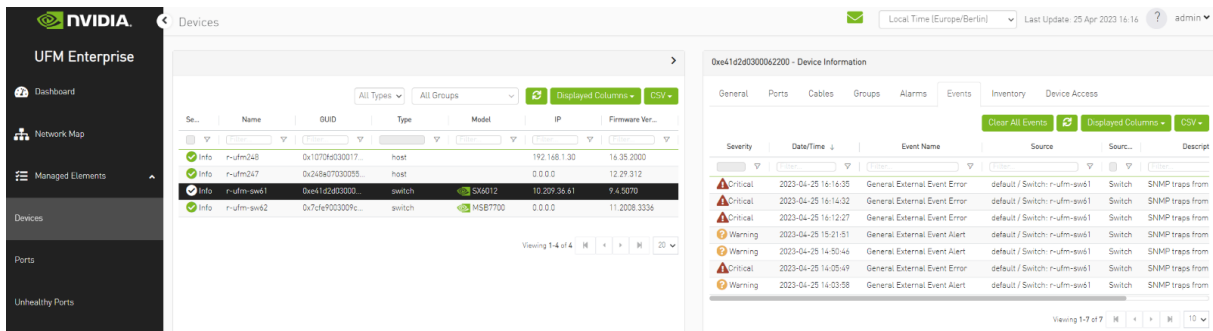 NVIDIA. Devices Local Time (Europe/Berlin) Last Update: 25 Apr 2023 16:16 ? admin
UFM Enterprise
Dashboard
Network Map
Managed Elements
Devices
Ports
Unhealthy Ports
All Types All Groups Displayed Columns CSV
Se... Name GUID Type Model IP Firmware Ver...
Filter... Filter... Filter... Filter... Filter...
Info r-ufm248 0x1070fd030017... host 192.168.1.30 16.35.2000
Info r-ufm247 0x248a07030055... host 0.0.0.0 12.29.312
Info r-ufm-sw61 0xe41d2d03000... switch SX6012 10.209.36.61 9.4.5070
Info r-ufm-sw62 0x7cfe9003009c... switch MSB7700 0.0.0.0 11.2008.3336
Viewing 1-4 of 4 20
0xe41d2d0300062200 - Device Information
General Ports Cables Groups Alarms Events Inventory Device Access
Clear All Events Displayed Columns CSV
Severity Date/Time ↓ Event Name Source Sourc... Descript
Filter... Filter... Filter... Filter...
Critical 2023-04-25 16:16:35 General External Event Error default / Switch: r-ufm-sw61 Switch SNMP traps from
Critical 2023-04-25 16:14:32 General External Event Error default / Switch: r-ufm-sw61 Switch SNMP traps from
Critical 2023-04-25 16:12:27 General External Event Error default / Switch: r-ufm-sw61 Switch SNMP traps from
Warning 2023-04-25 15:21:51 General External Event Alert default / Switch: r-ufm-sw61 Switch SNMP traps from
Warning 2023-04-25 14:50:46 General External Event Alert default / Switch: r-ufm-sw61 Switch SNMP traps from
Critical 2023-04-25 14:05:49 General External Event Error default / Switch: r-ufm-sw61 Switch SNMP traps from
Warning 2023-04-25 14:03:58 General External Event Alert default / Switch: r-ufm-sw61 Switch SNMP traps from
Viewing 1-7 of 7 10